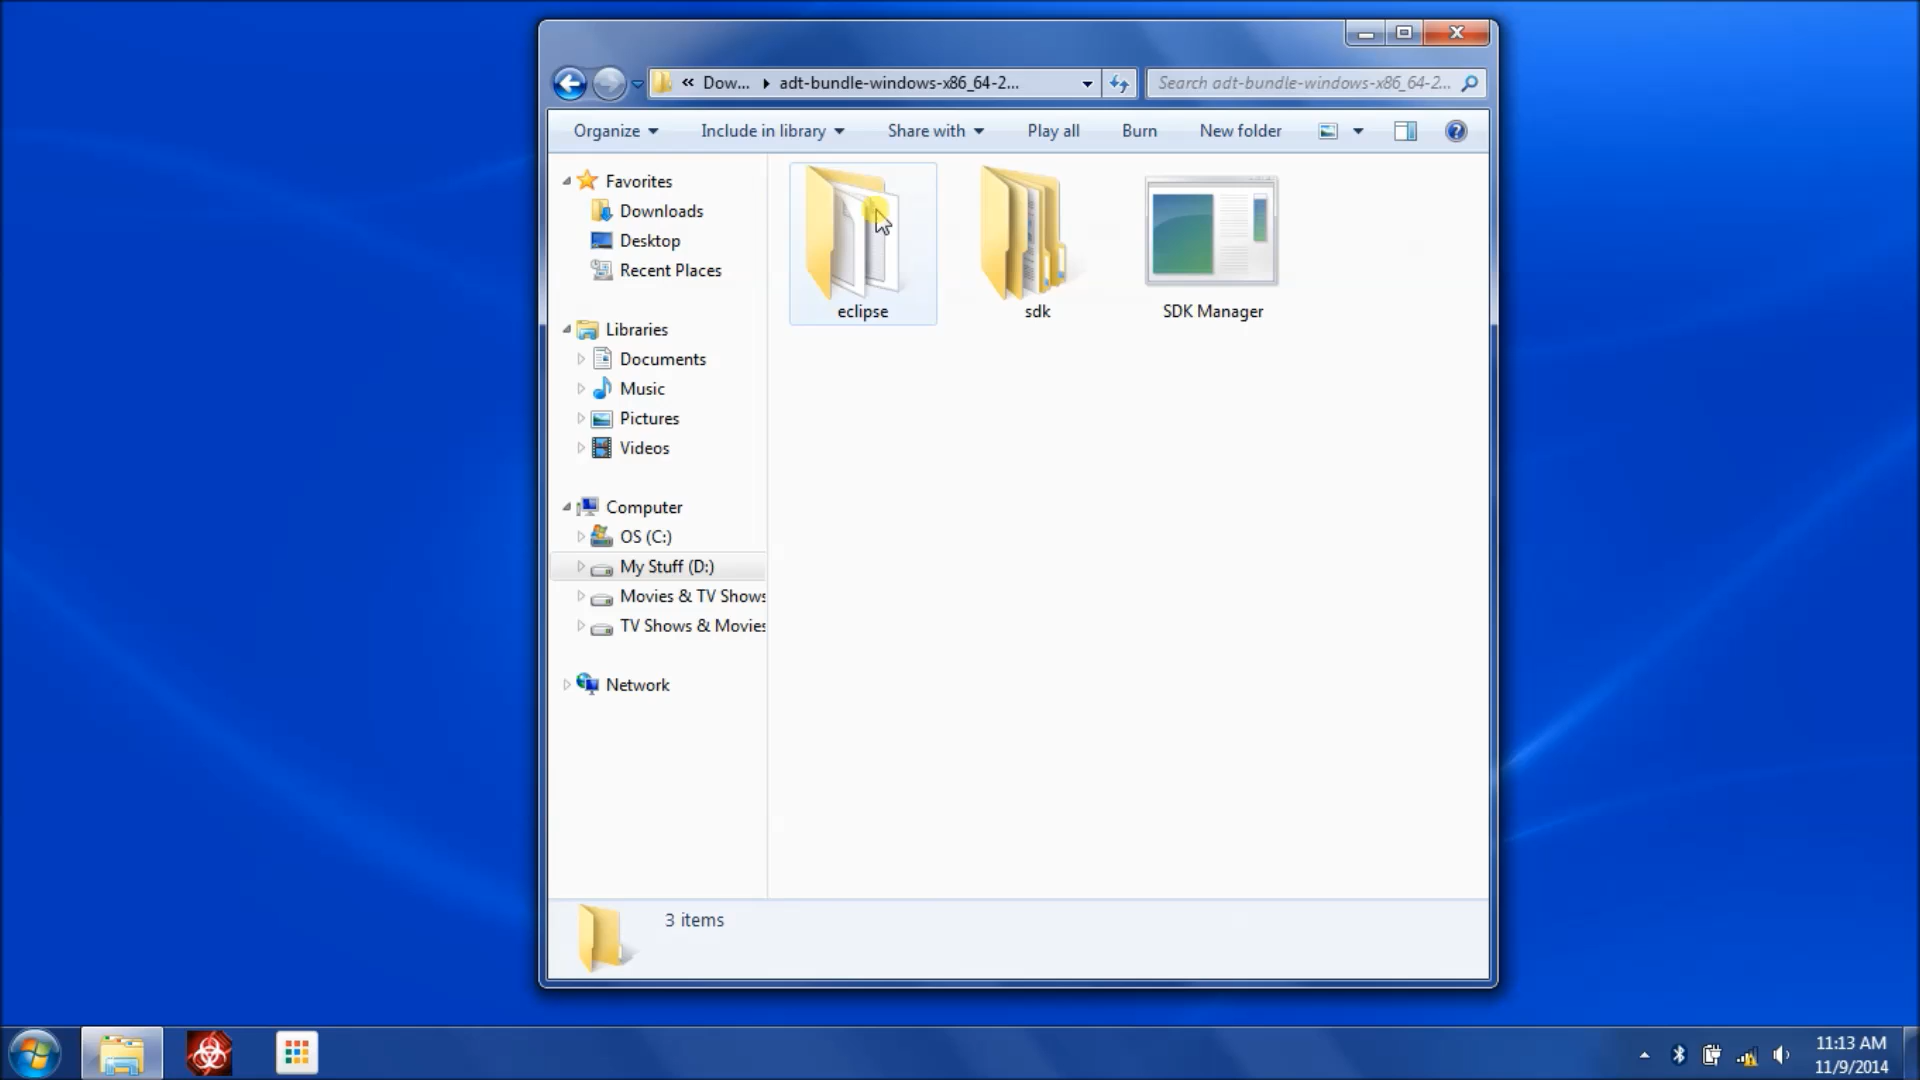 « Dow... ▸ adt-bundle-windows-x86_64-2...
Search adt-bundle-windows-x86_64-2...
Organize Include in library Share with Play all Burn New folder
Favorites
Downloads
Desktop
Recent Places
Libraries
Documents
Music
Pictures
Videos
Computer
OS (C:)
My Stuff (D:)
Movies & TV Shows
TV Shows & Movies
Network
eclipse
sdk
SDK Manager
3 items
11:13 AM
11/9/2014